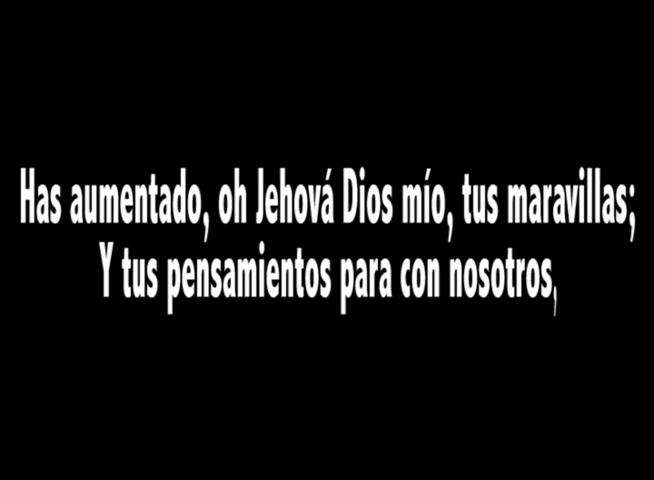 Has aumentado, oh Jehová Dios mío, tus maravillas;
Y tus pensamientos para con nosotros,